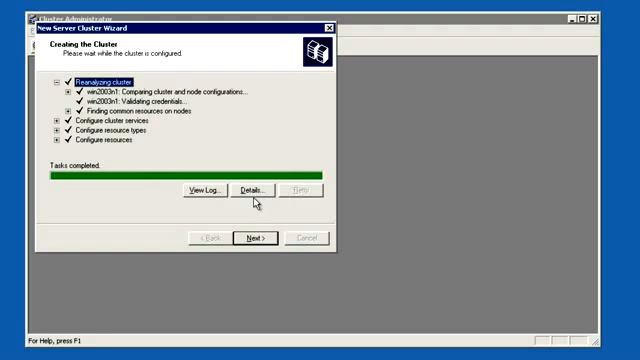 Cluster Administrator
New Server Cluster Wizard
Creating the Cluster
Please wait while the cluster is configured.
Reanalyzing cluster
win2003n1: Comparing cluster and node configurations...
win2003n1: Validating credentials...
Finding common resources on nodes
Configure cluster services
Configure resource types
Configure resources
Tasks completed.
View Log... Details... Retry
< Back Next > Cancel
For Help, press F1